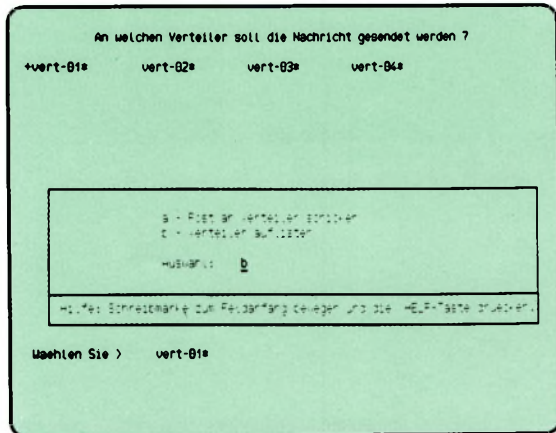 An welchen Verteiler soll die Nachricht gesendet werden ?
+vert-01* vert-02* vert-03* vert-04*
a - Post an Verteiler schicken
b - Verteiler auflisten
Auswahl: b
Hilfe: Schreibmarke zum Feldanfang bewegen und die HELP-Taste druecken.
Waehlen Sie > vert-01*